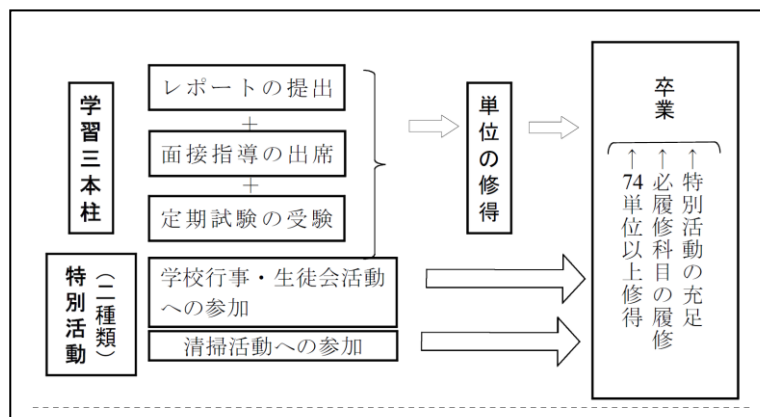 学習三本柱
レポートの提出
+
面接指導の出席
+
定期試験の受験
単位の修得
特別活動
（二種類）
学校行事・生徒会活動
への参加
清掃活動への参加
卒業
↑特別活動の充足
↑必履修科目の履修
↑74単位以上修得